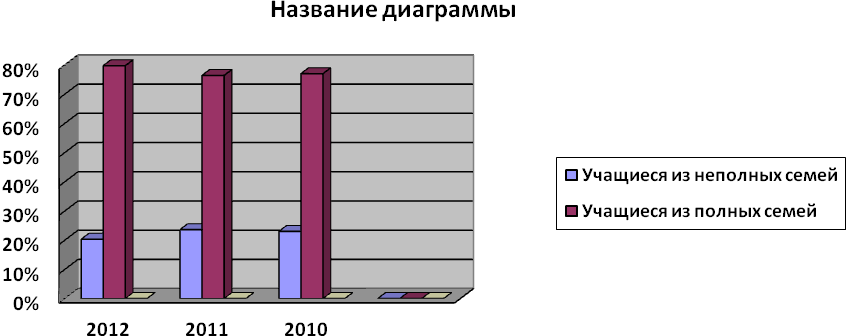 Название диаграммы
80%
70%
60%
50%
40%
30%
20%
10%
0%
2012 2011 2010
Учащиеся из неполных семей
Учащиеся из полных семей